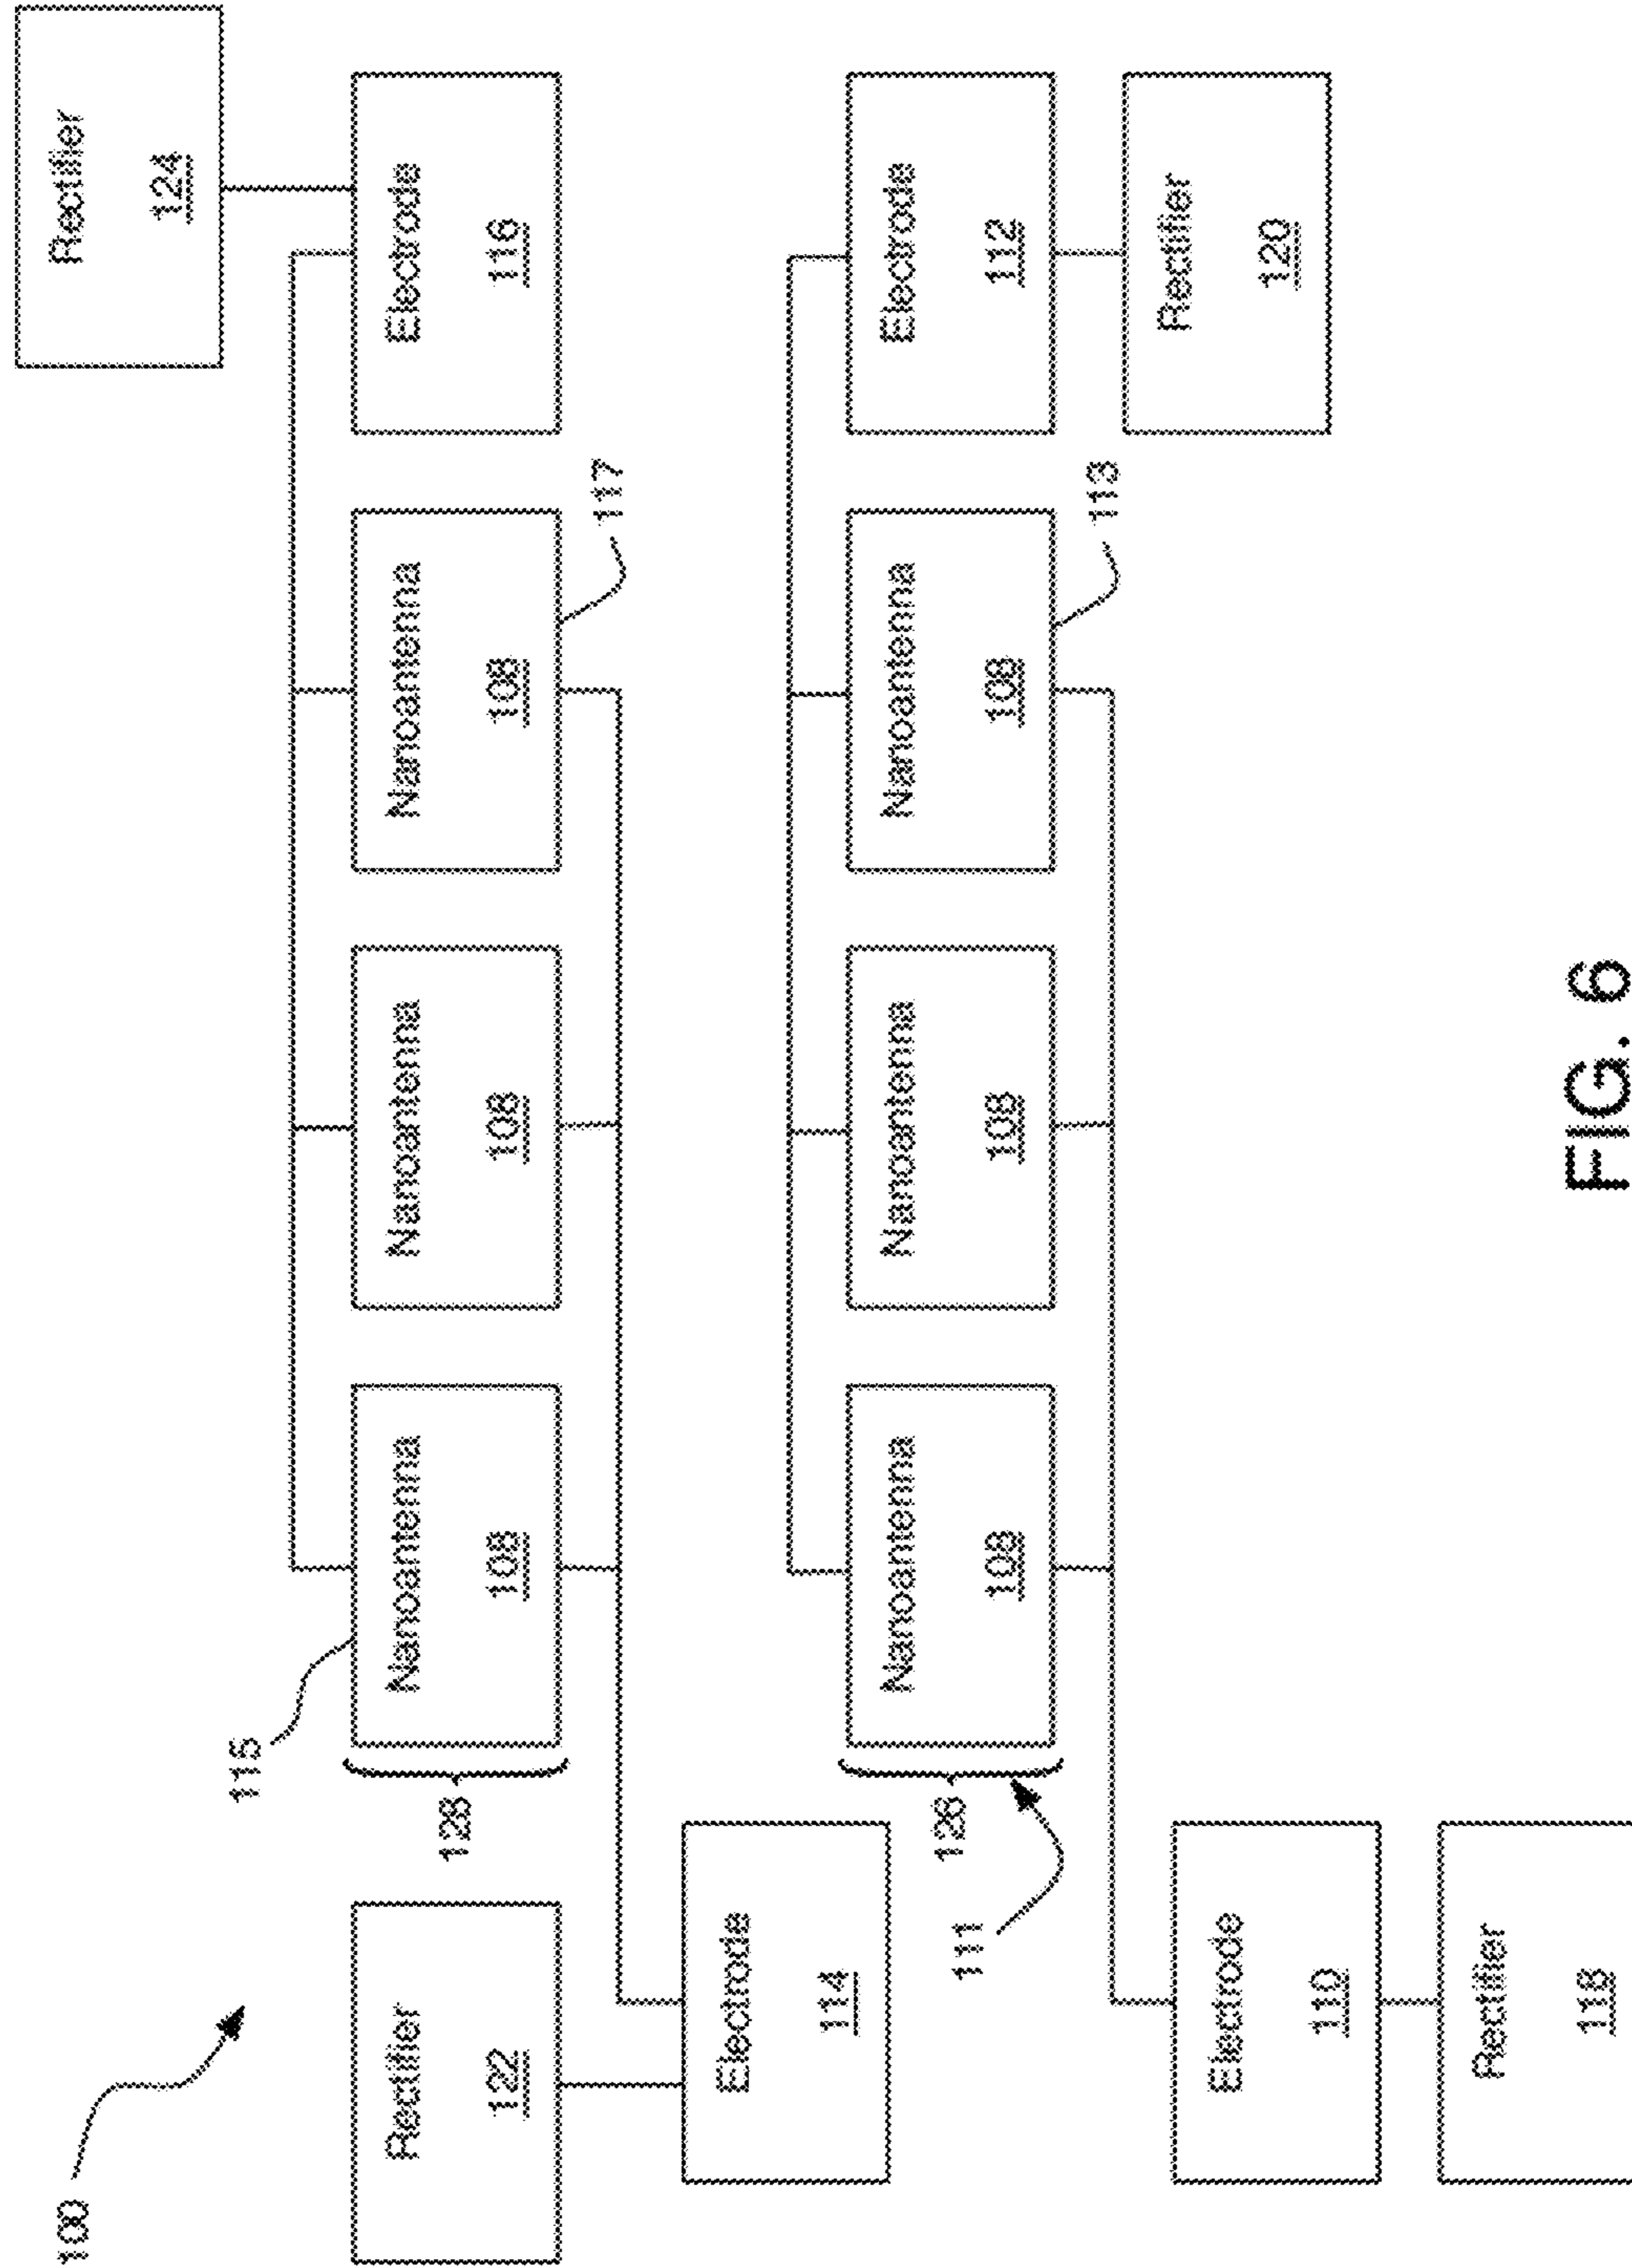 100
Rectifier
124
115
Rectifier
122
128
Nanoantenna
108
Nanoantenna
108
Nanoantenna
108
Electrode
116
117
Electrode
114
111
126
Nanoantenna
108
Nanoantenna
108
Nanoantenna
108
Electrode
112
113
Electrode
110
Rectifier
120
Rectifier
118
FIG. 6